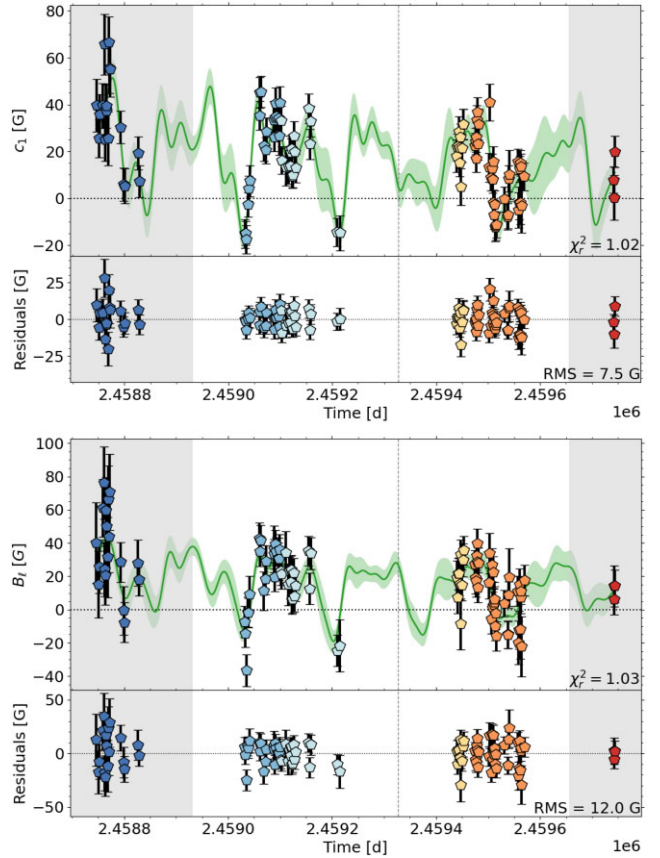 80
60
40
20
0
−20
c₁ [G]
χᵣ² = 1.02
25
0
−25
Residuals [G]
RMS = 7.5 G
2.4588 2.4590 2.4592 2.4594 2.4596
Time [d]
1e6
100
80
60
40
20
0
−20
−40
Bℓ [G]
χᵣ² = 1.03
50
0
−50
Residuals [G]
RMS = 12.0 G
2.4588 2.4590 2.4592 2.4594 2.4596
Time [d]
1e6